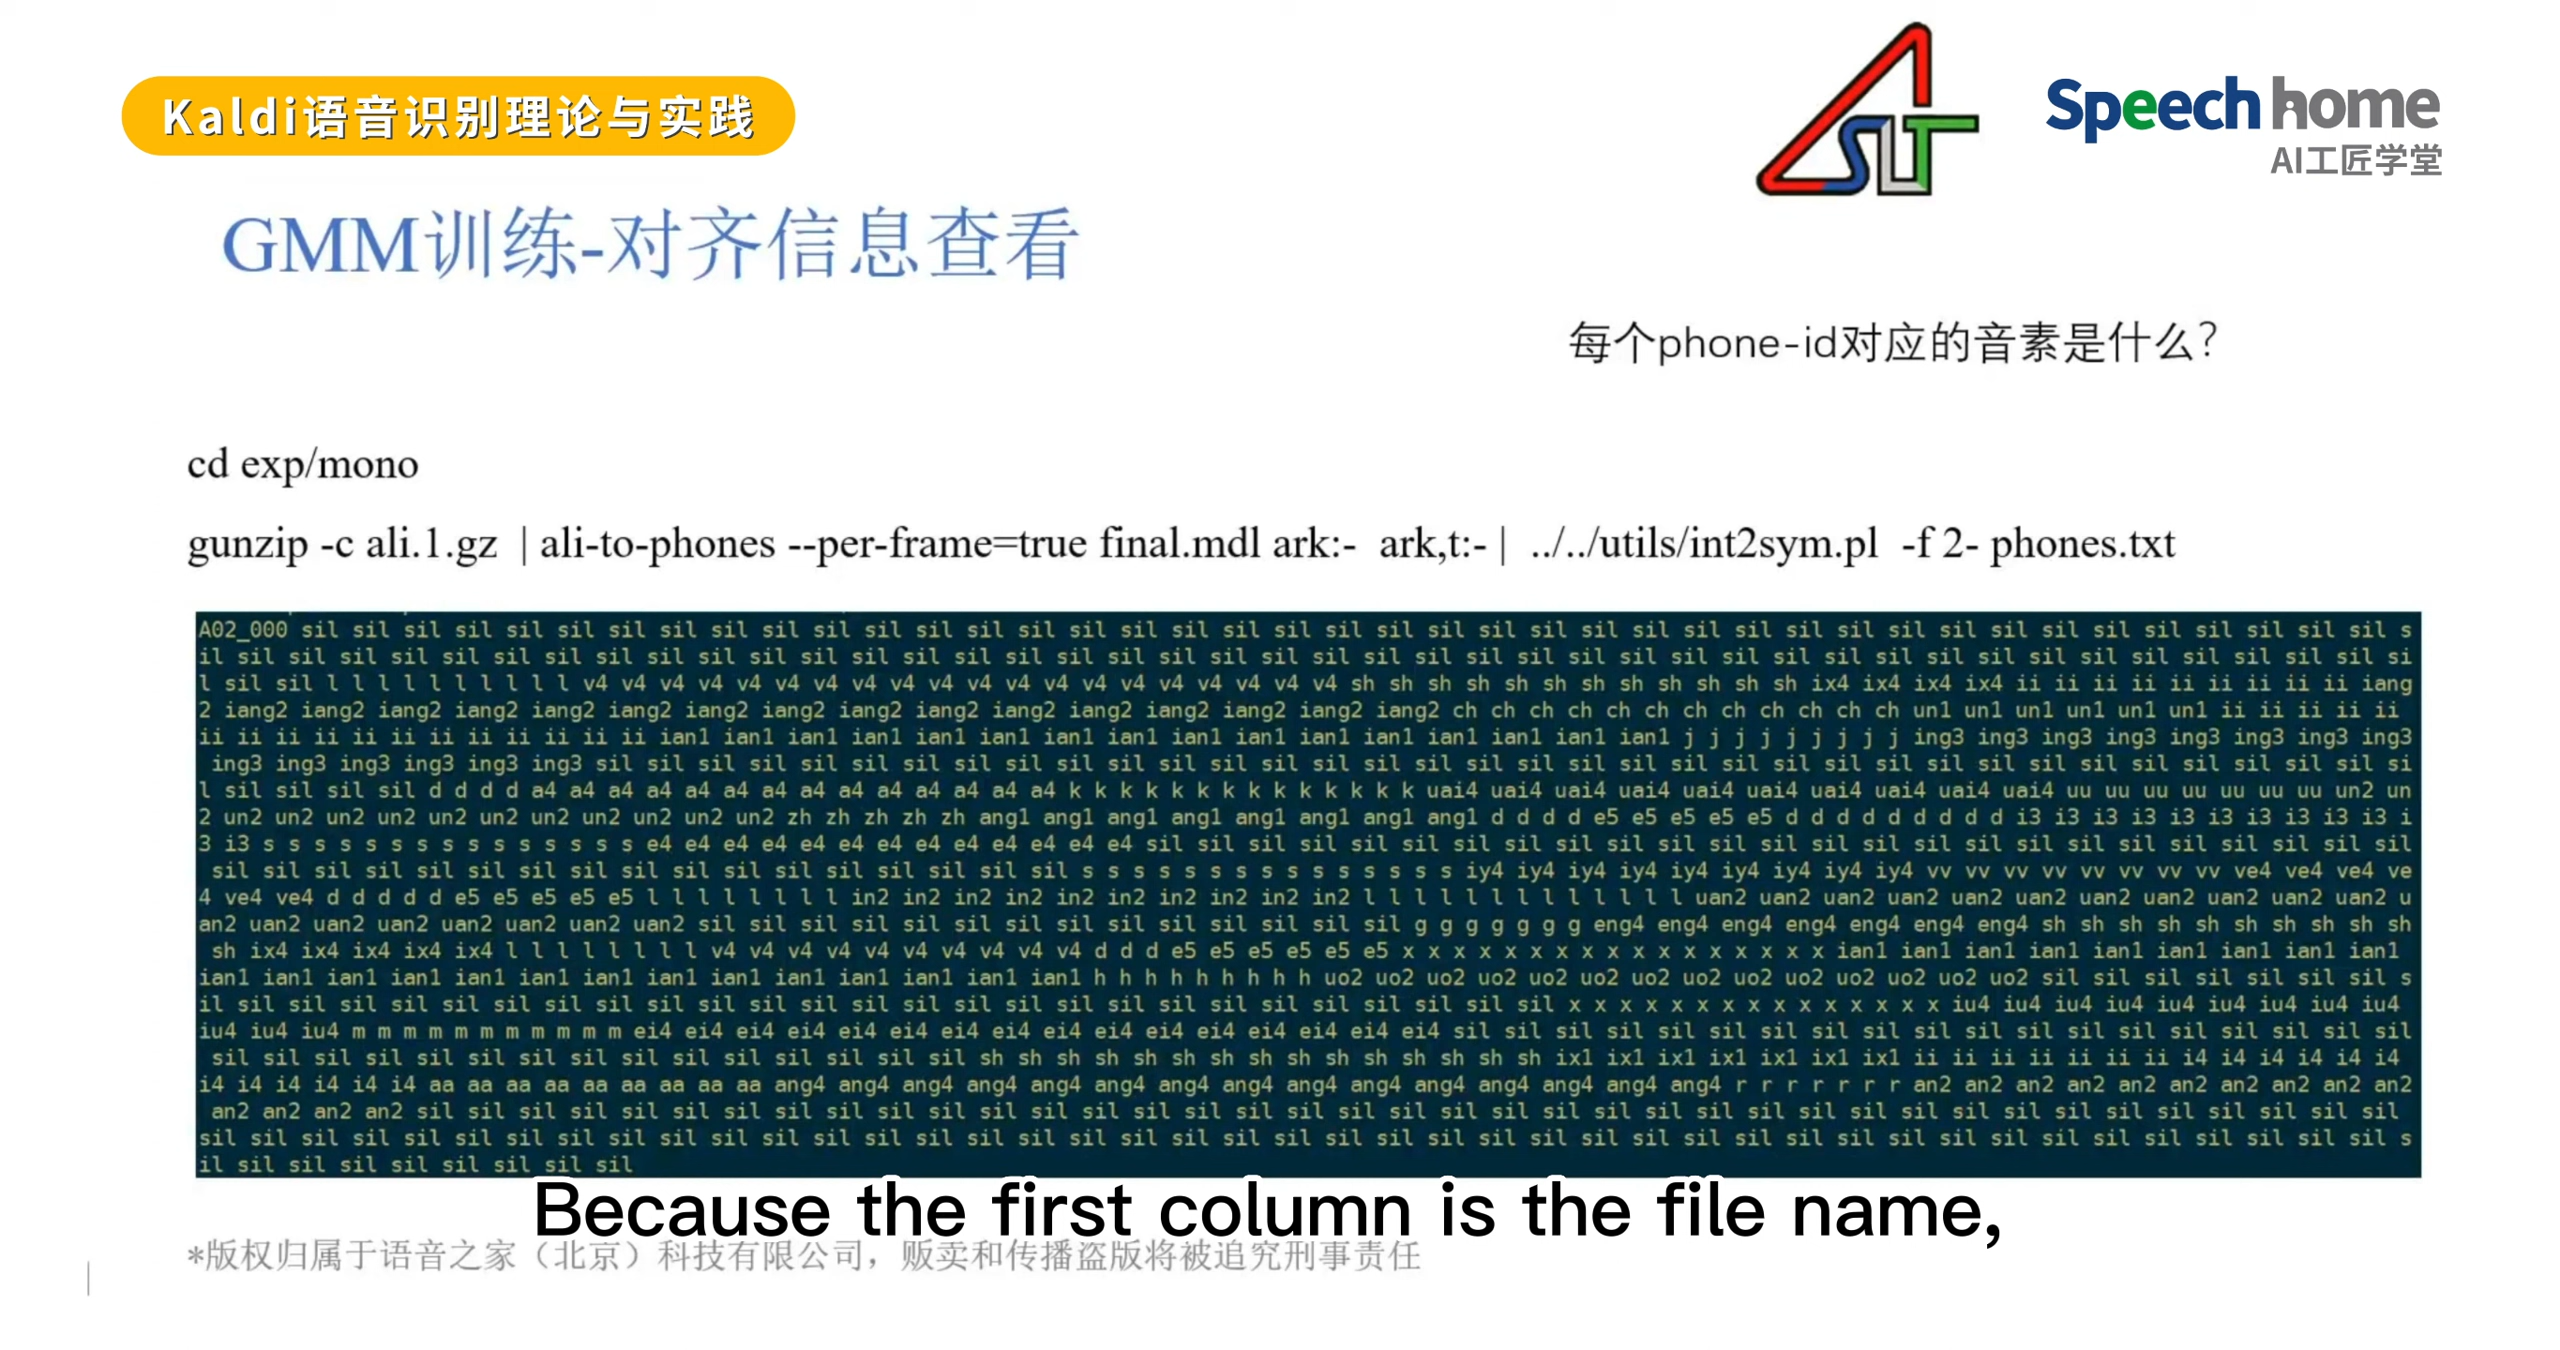 Kaldi语音识别理论与实践
ASLT
Speech home
AI工匠学堂
GMM训练-对齐信息查看
每个phone-id对应的音素是什么?
cd exp/mono
gunzip -c ali.1.gz | ali-to-phones --per-frame=true final.mdl ark:- ark,t:- | ../../utils/int2sym.pl -f 2- phones.txt
A02_000 sil sil sil sil sil sil sil sil sil sil sil sil sil sil sil sil sil sil sil sil sil sil sil sil sil sil sil sil sil sil sil sil sil sil sil sil sil sil sil sil sil s
il sil sil sil sil sil sil sil sil sil sil sil sil sil sil sil sil sil sil sil sil sil sil sil sil sil sil sil sil sil sil sil sil sil sil sil sil sil sil sil sil sil sil si
l sil sil l l l l l l l l l l v4 v4 v4 v4 v4 v4 v4 v4 v4 v4 v4 v4 v4 v4 v4 v4 v4 v4 v4 v4 sh sh sh sh sh sh sh sh sh sh sh sh ix4 ix4 ix4 ix4 ii ii ii ii ii ii ii ii ii iang
2 iang2 iang2 iang2 iang2 iang2 iang2 iang2 iang2 iang2 iang2 iang2 iang2 iang2 iang2 iang2 iang2 ch ch ch ch ch ch ch ch ch ch ch ch un1 un1 un1 un1 un1 un1 ii ii ii ii ii
ii ii ii ii ii ii ii ii ii ii ii ii ian1 ian1 ian1 ian1 ian1 ian1 ian1 ian1 ian1 ian1 ian1 ian1 ian1 ian1 ian1 ian1 j j j j j j j j j ing3 ing3 ing3 ing3 ing3 ing3 ing3 ing3
ing3 ing3 ing3 ing3 ing3 ing3 sil sil sil sil sil sil sil sil sil sil sil sil sil sil sil sil sil sil sil sil sil sil sil sil sil sil sil sil sil sil sil sil sil sil sil si
l sil sil sil sil d d d d a4 a4 a4 a4 a4 a4 a4 a4 a4 a4 a4 a4 a4 a4 k k k k k k k k k k k k k k uai4 uai4 uai4 uai4 uai4 uai4 uai4 uai4 uai4 uai4 uu uu uu uu uu uu uu un2 un
2 un2 un2 un2 un2 un2 un2 un2 un2 un2 un2 un2 zh zh zh zh zh ang1 ang1 ang1 ang1 ang1 ang1 ang1 ang1 d d d d e5 e5 e5 e5 e5 d d d d d d d d d i3 i3 i3 i3 i3 i3 i3 i3 i3 i3 i
3 i3 s s s s s s s s s s s s s s s e4 e4 e4 e4 e4 e4 e4 e4 e4 e4 e4 e4 e4 sil sil sil sil sil sil sil sil sil sil sil sil sil sil sil sil sil sil sil sil sil sil sil sil sil
sil sil sil sil sil sil sil sil sil sil sil sil sil sil sil sil sil s s s s s s s s s s s s s s s iy4 iy4 iy4 iy4 iy4 iy4 iy4 iy4 iy4 vv vv vv vv vv vv vv vv ve4 ve4 ve4 ve
4 ve4 ve4 d d d d d e5 e5 e5 e5 e5 l l l l l l l l in2 in2 in2 in2 in2 in2 in2 in2 in2 in2 l l l l l l l l l l l l l uan2 uan2 uan2 uan2 uan2 uan2 uan2 uan2 uan2 uan2 uan2 u
an2 uan2 uan2 uan2 uan2 uan2 uan2 uan2 sil sil sil sil sil sil sil sil sil sil sil sil sil sil g g g g g g g eng4 eng4 eng4 eng4 eng4 eng4 eng4 sh sh sh sh sh sh sh sh sh sh
sh ix4 ix4 ix4 ix4 ix4 l l l l l l l l v4 v4 v4 v4 v4 v4 v4 v4 v4 v4 d d d e5 e5 e5 e5 e5 e5 x x x x x x x x x x x x x x x x x ian1 ian1 ian1 ian1 ian1 ian1 ian1 ian1 ian1
ian1 ian1 ian1 ian1 ian1 ian1 ian1 ian1 ian1 ian1 ian1 ian1 ian1 ian1 h h h h h h h h h uo2 uo2 uo2 uo2 uo2 uo2 uo2 uo2 uo2 uo2 uo2 uo2 uo2 uo2 sil sil sil sil sil sil sil s
il sil sil sil sil sil sil sil sil sil sil sil sil sil sil sil sil sil sil sil sil sil sil sil sil sil sil x x x x x x x x x x x x x x x iu4 iu4 iu4 iu4 iu4 iu4 iu4 iu4 iu4
iu4 iu4 iu4 m m m m m m m m m m m ei4 ei4 ei4 ei4 ei4 ei4 ei4 ei4 ei4 ei4 ei4 ei4 ei4 ei4 ei4 ei4 sil sil sil sil sil sil sil sil sil sil sil sil sil sil sil sil sil sil sil
sil sil sil sil sil sil sil sil sil sil sil sil sil sil sil sh sh sh sh sh sh sh sh sh sh sh sh sh sh sh ix1 ix1 ix1 ix1 ix1 ix1 ix1 ii ii ii ii ii ii ii i4 i4 i4 i4 i4 i4
i4 i4 i4 i4 i4 i4 aa aa aa aa aa aa aa aa aa ang4 ang4 ang4 ang4 ang4 ang4 ang4 ang4 ang4 ang4 ang4 ang4 ang4 ang4 ang4 r r r r r r r an2 an2 an2 an2 an2 an2 an2 an2 an2 an2
an2 an2 an2 an2 sil sil sil sil sil sil sil sil sil sil sil sil sil sil sil sil sil sil sil sil sil sil sil sil sil sil sil sil sil sil sil sil sil sil sil sil sil sil sil
sil sil sil sil sil sil sil sil sil sil sil sil sil sil sil sil sil sil sil sil sil sil sil sil sil sil sil sil sil sil sil sil sil sil sil sil sil sil sil sil sil sil sil s
il sil sil sil sil sil sil sil sil
Because the first column is the file name,
*版权归属于语音之家（北京）科技有限公司，贩卖和传播盗版将被追究刑事责任